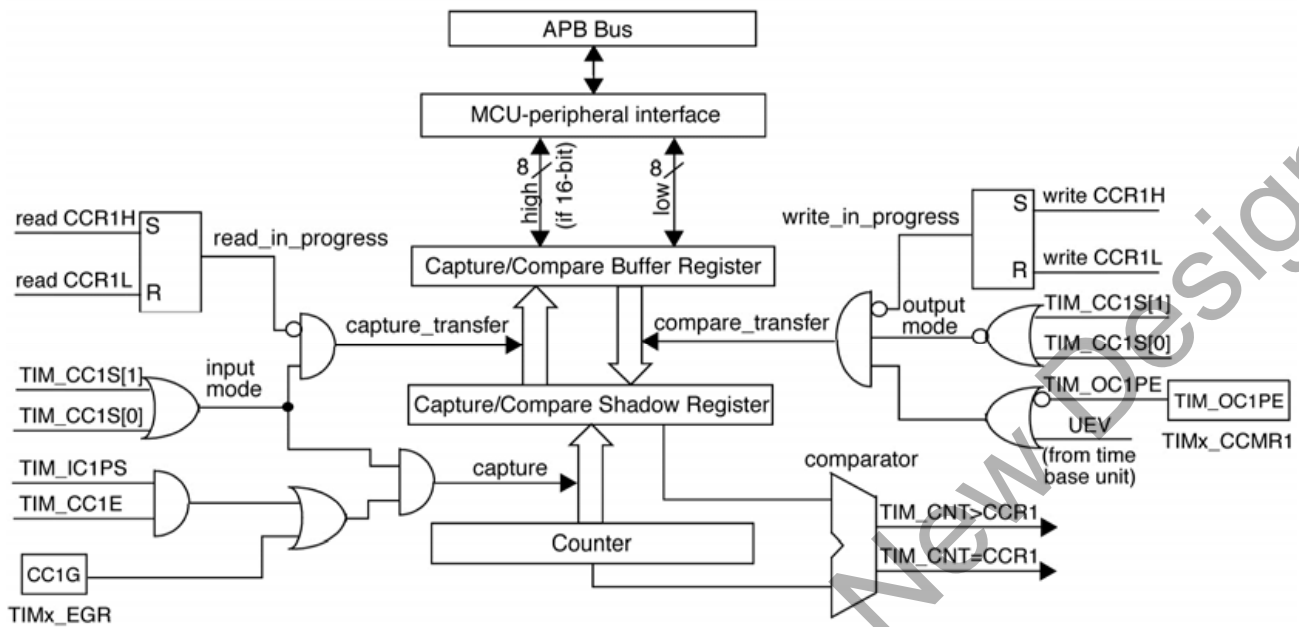 APB Bus
MCU-peripheral interface
8
high
(if 16-bit)
8
low
read CCR1H
S
read_in_progress
read CCR1L
R
write_in_progress
S
write CCR1H
R
write CCR1L
Capture/Compare Buffer Register
capture_transfer
compare_transfer
output
mode
TIM_CC1S[1]
TIM_CC1S[0]
TIM_CC1S[1]
input
mode
TIM_CC1S[0]
Capture/Compare Shadow Register
TIM_OC1PE
TIM_OC1PE
UEV
TIMx_CCMR1
(from time
base unit)
TIM_IC1PS
TIM_CC1E
capture
comparator
Counter
TIM_CNT>CCR1
TIM_CNT=CCR1
CC1G
TIMx_EGR
New Design